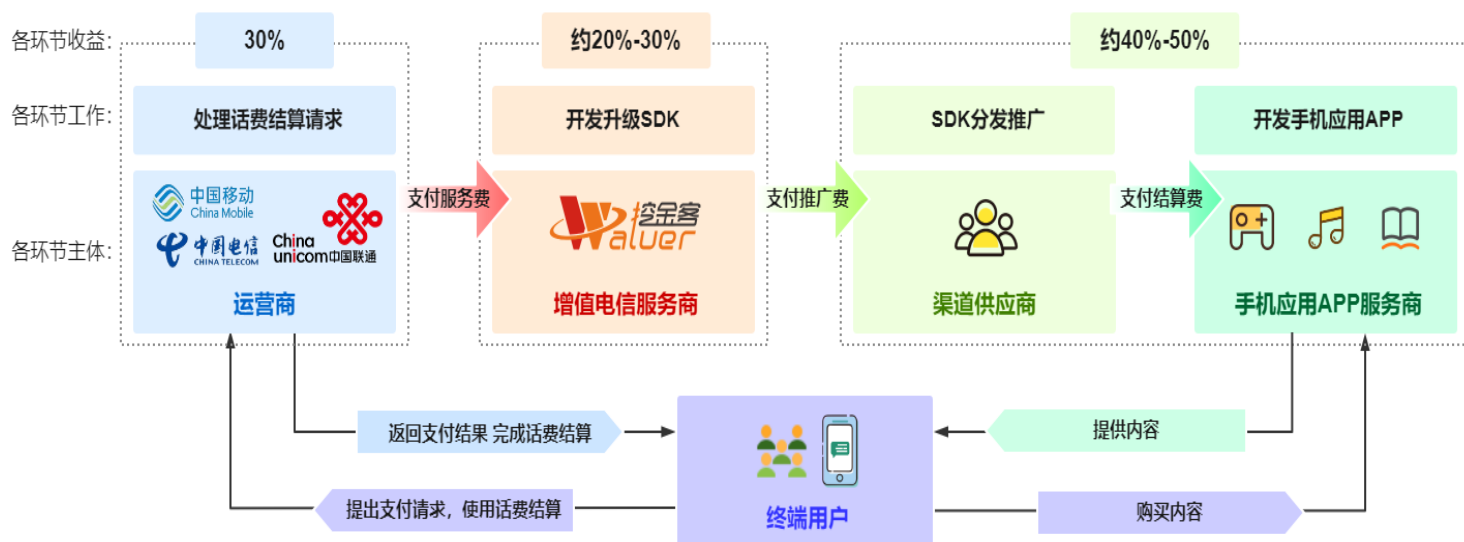 各环节收益:
30%
约20%-30%
约40%-50%
各环节工作:
处理话费结算请求
开发升级SDK
SDK分发推广
开发手机应用APP
各环节主体:
中国移动
China Mobile
中国电信
CHINA TELECOM
China
unicom中国联通
运营商
支付服务费
挖金客
Waluer
增值电信服务商
支付推广费
渠道供应商
支付结算费
手机应用APP服务商
返回支付结果 完成话费结算
提供内容
提出支付请求，使用话费结算
终端用户
购买内容